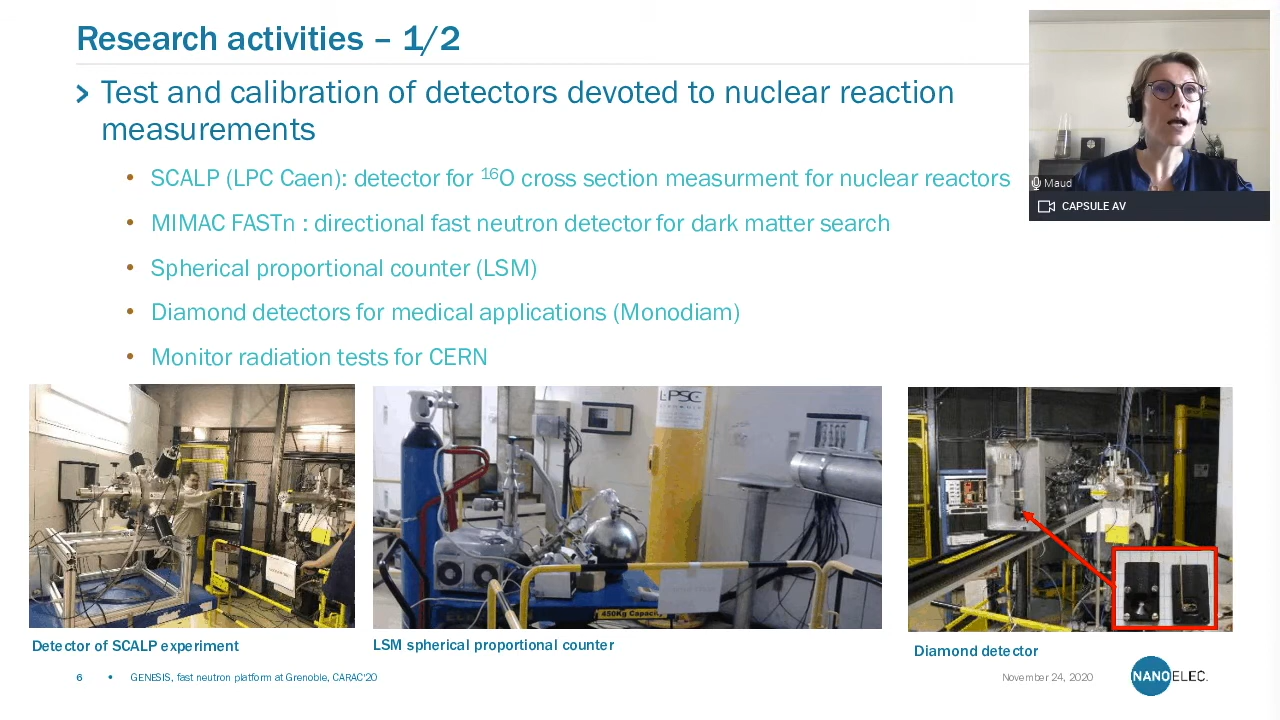 Research activities – 1/2
Test and calibration of detectors devoted to nuclear reaction
measurements
• SCALP (LPC Caen): detector for ¹⁶O cross section measurment for nuclear reactors
• MIMAC FASTn : directional fast neutron detector for dark matter search
• Spherical proportional counter (LSM)
• Diamond detectors for medical applications (Monodiam)
• Monitor radiation tests for CERN
Maud
CAPSULE AV
LPSC
450Kg Capacit
Detector of SCALP experiment
LSM spherical proportional counter
Diamond detector
6 • GENESIS, fast neutron platform at Grenoble, CARAC'20
November 24, 2020
NANOELEC.